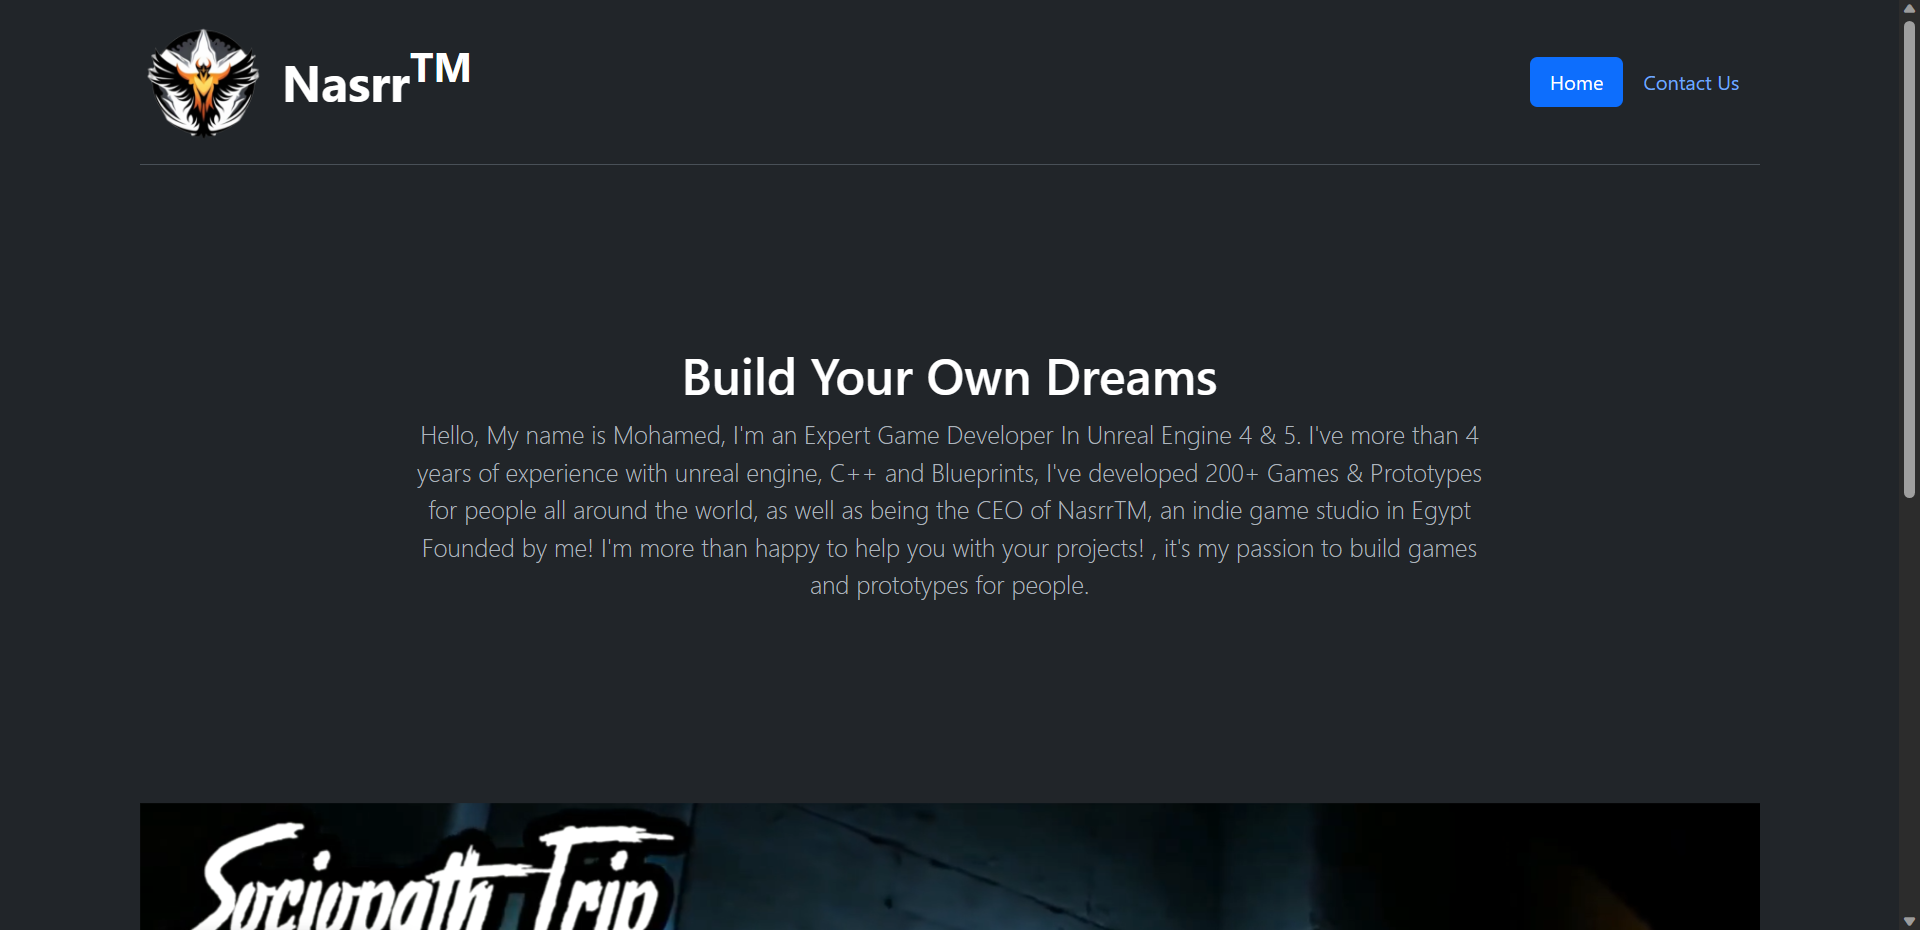 Nasrr™
Home
Contact Us
Build Your Own Dreams
Hello, My name is Mohamed, I'm an Expert Game Developer In Unreal Engine 4 & 5. I've more than 4
years of experience with unreal engine, C++ and Blueprints, I've developed 200+ Games & Prototypes
for people all around the world, as well as being the CEO of NasrrTM, an indie game studio in Egypt
Founded by me! I'm more than happy to help you with your projects! , it's my passion to build games
and prototypes for people.
Sociopath Trip